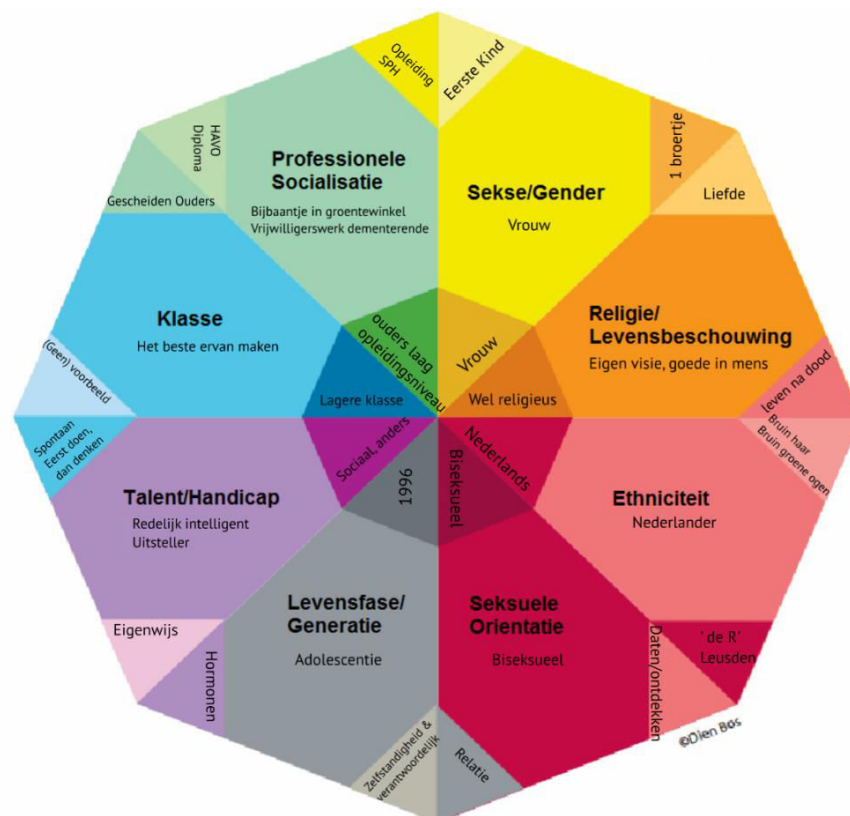 Opleiding
SPH
Eerste Kind
HAVO
Diploma
Gescheiden Ouders
Professionele
Socialisatie
Bijbaantje in groentewinkel
Vrijwilligerswerk dementerende
Sekse/Gender
Vrouw
1 broertje
Liefde
Klasse
Het beste ervan maken
(Geen) voorbeeld
ouders laag
opleidingsniveau
Vrouw
Religie/
Levensbeschouwing
Eigen visie, goede in mens
leven na dood
Lagere klasse
Wel religieus
Spontaan
Eerst doen,
dan denken
Sociaal, anders
1996
Biseksueel
Nederlands
Bruin haar
Bruin groene ogen
Talent/Handicap
Redelijk intelligent
Uitsteller
Ethniciteit
Nederlander
Eigenwijs
Hormonen
Levensfase/
Generatie
Adolescentie
Seksuele
Orientatie
Biseksueel
Daten/ontdekken
' de R'
Leusden
Zelfstandigheid &
verantwoordelijk
Relatie
©Dien Bos